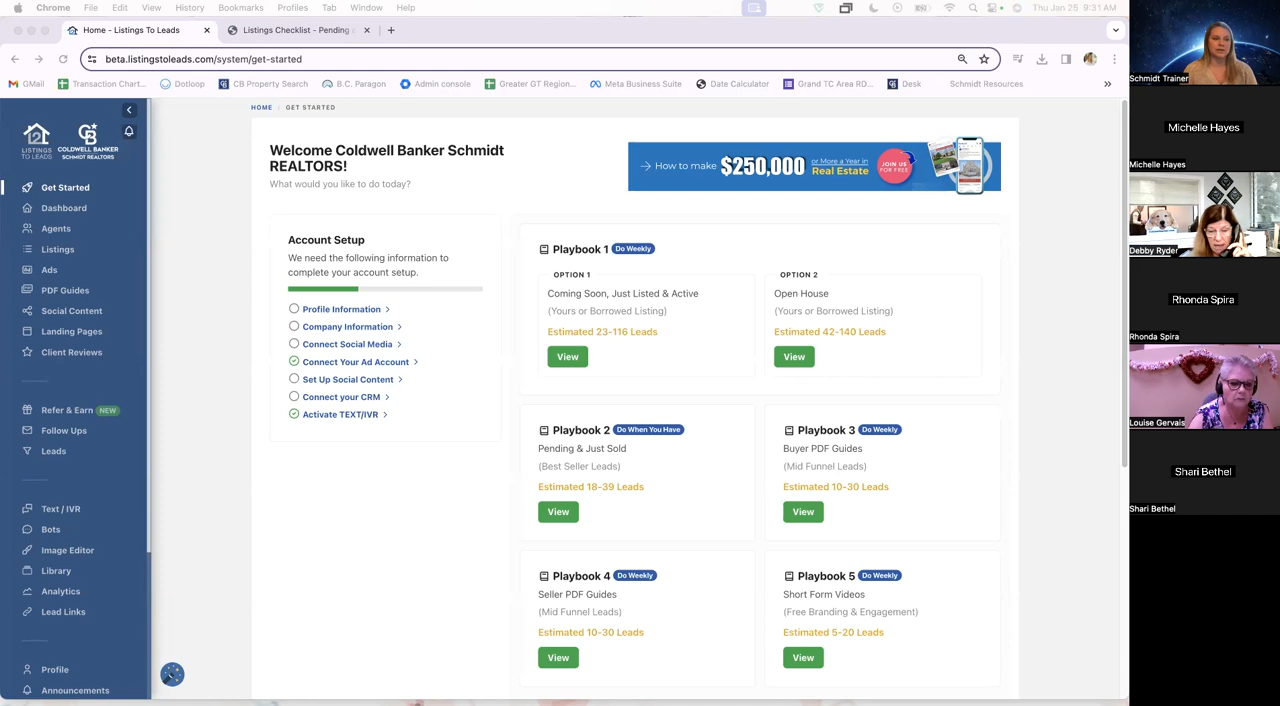 Chrome File Edit View History Bookmarks Profiles Tab Window Help Thu Jan 25 9:31 AM
Home - Listings To Leads
Listings Checklist - Pending a
beta.listingstoleads.com/system/get-started
GMail
Transaction Chart...
Dotloop
CB Property Search
B.C. Paragon
Admin console
Greater GT Region...
Meta Business Suite
Date Calculator
Grand TC Area RD...
Desk
Schmidt Resources
LISTINGS
TO LEADS
CB
COLDWELL BANKER
SCHMIDT REALTORS
Get Started
Dashboard
Agents
Listings
Ads
PDF Guides
Social Content
Landing Pages
Client Reviews
Refer & Earn NEW
Follow Ups
Leads
Text / IVR
Bots
Image Editor
Library
Analytics
Lead Links
Profile
Announcements
HOME GET STARTED
Welcome Coldwell Banker Schmidt
REALTORS!
What would you like to do today?
How to make $250,000 or More a Year in
Real Estate
JOIN US
FOR FREE
Account Setup
We need the following information to
complete your account setup.
Profile Information
Company Information
Connect Social Media
Connect Your Ad Account
Set Up Social Content
Connect your CRM
Activate TEXT/IVR
Playbook 1 Do Weekly
OPTION 1
Coming Soon, Just Listed & Active
(Yours or Borrowed Listing)
Estimated 23-116 Leads
View
OPTION 2
Open House
(Yours or Borrowed Listing)
Estimated 42-140 Leads
View
Playbook 2 Do When You Have
Pending & Just Sold
(Best Seller Leads)
Estimated 18-39 Leads
View
Playbook 3 Do Weekly
Buyer PDF Guides
(Mid Funnel Leads)
Estimated 10-30 Leads
View
Playbook 4 Do Weekly
Seller PDF Guides
(Mid Funnel Leads)
Estimated 10-30 Leads
View
Playbook 5 Do Weekly
Short Form Videos
(Free Branding & Engagement)
Estimated 5-20 Leads
View
Schmidt Trainer
Michelle Hayes
Michelle Hayes
Debby Ryder
Rhonda Spira
Rhonda Spira
Louise Gervais
Shari Bethel
Shari Bethel